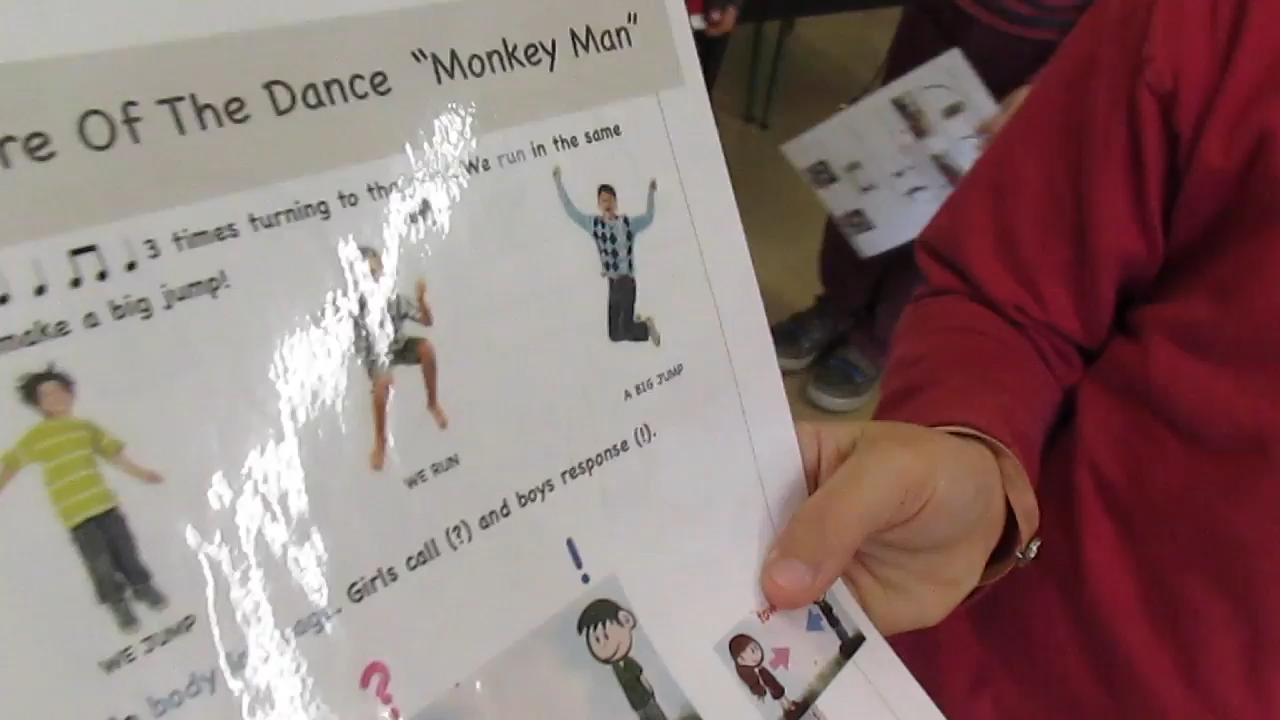 re Of The Dance "Monkey Man"
3 times turning to the We run in the same
make a big jump!
A BIG JUMP
WE RUN
WE JUMP
body Girls call (?) and boys response (!).
!
?